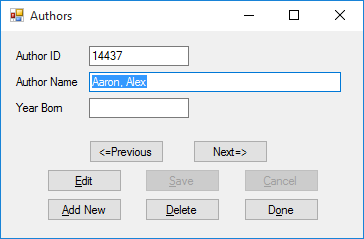 Authors
Author ID 14437
Author Name Aaron, Alex
Year Born
<=Previous Next=>
Edit Save Cancel
Add New Delete Done